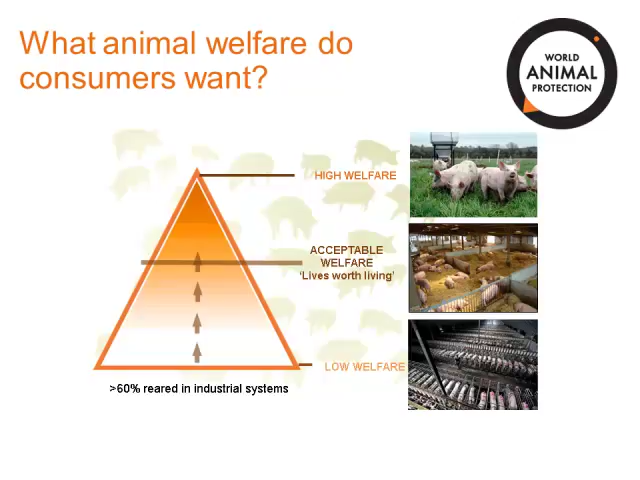 What animal welfare do
consumers want?
WORLD
ANIMAL
PROTECTION
HIGH WELFARE
ACCEPTABLE
WELFARE
‘Lives worth living’
LOW WELFARE
>60% reared in industrial systems